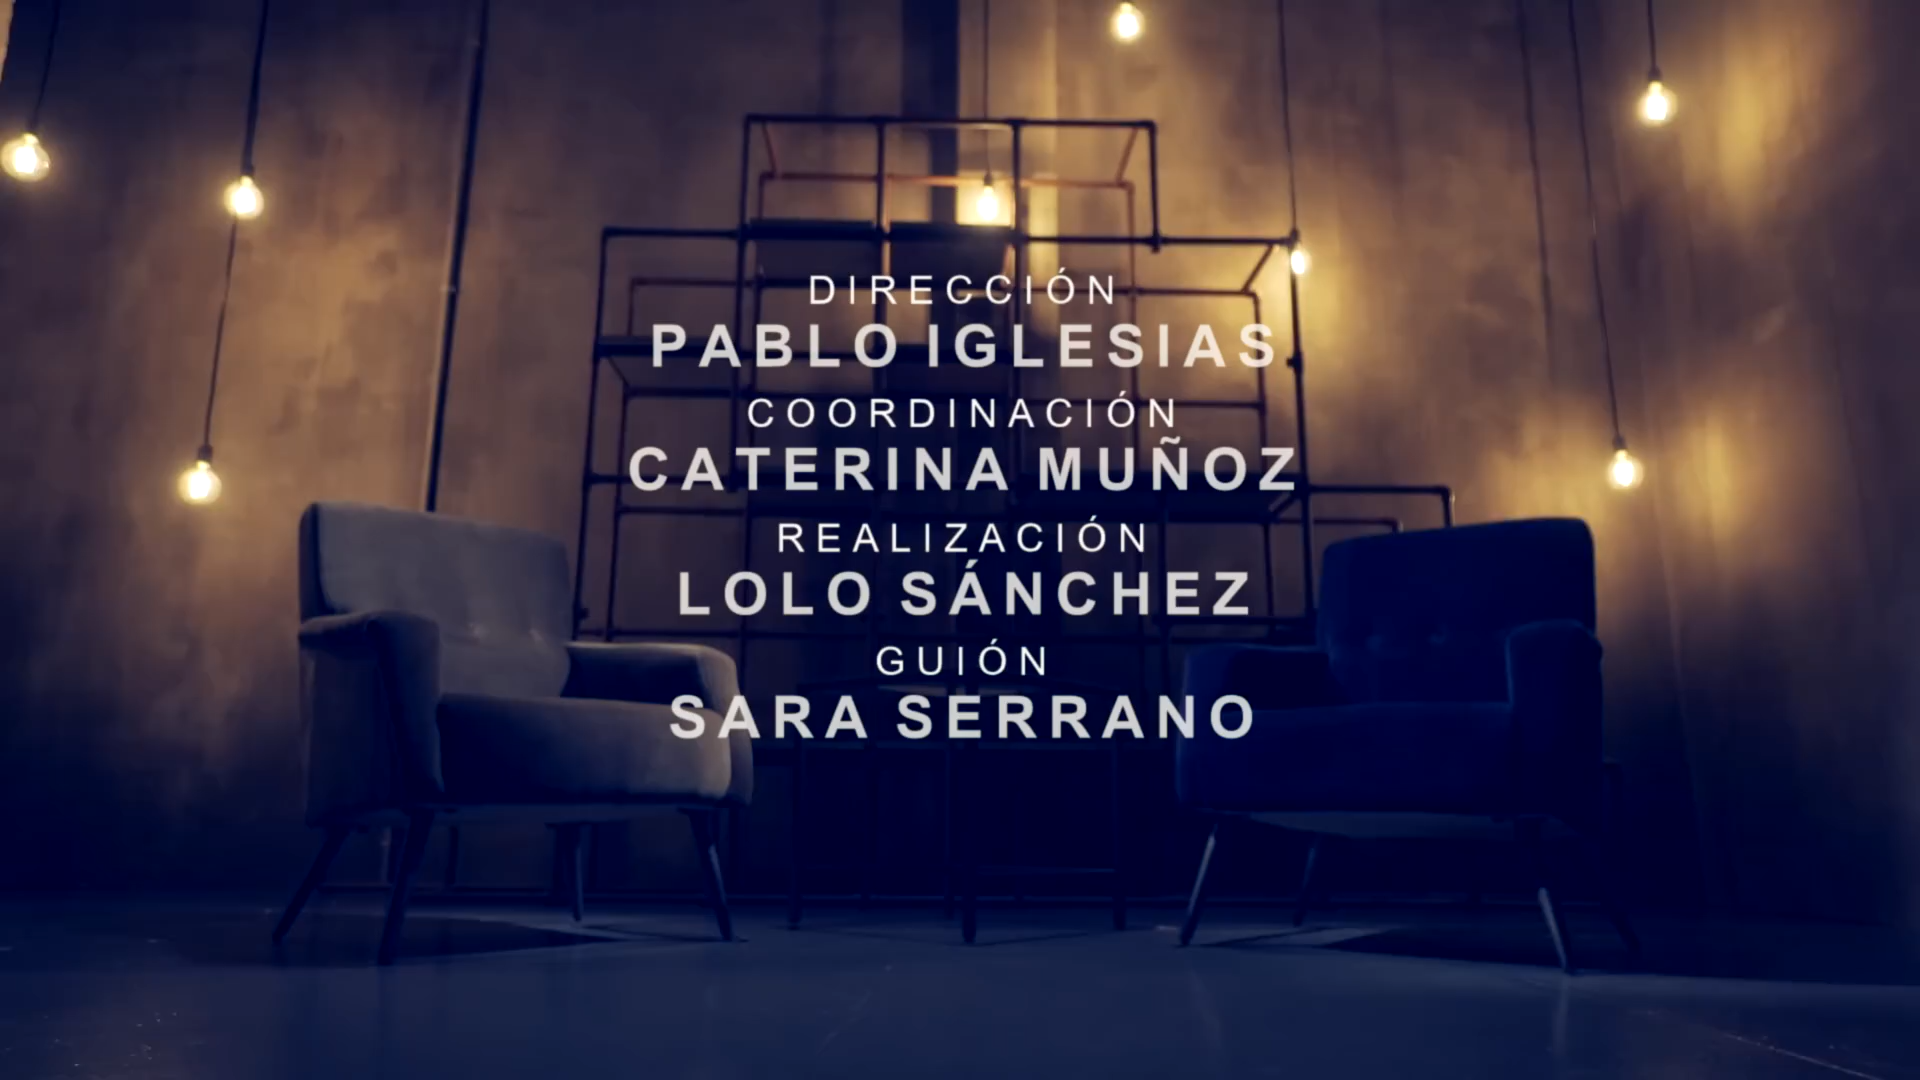 DIRECCIÓN
PABLO IGLESIAS
COORDINACIÓN
CATERINA MUÑOZ
REALIZACIÓN
LOLO SÁNCHEZ
GUIÓN
SARA SERRANO